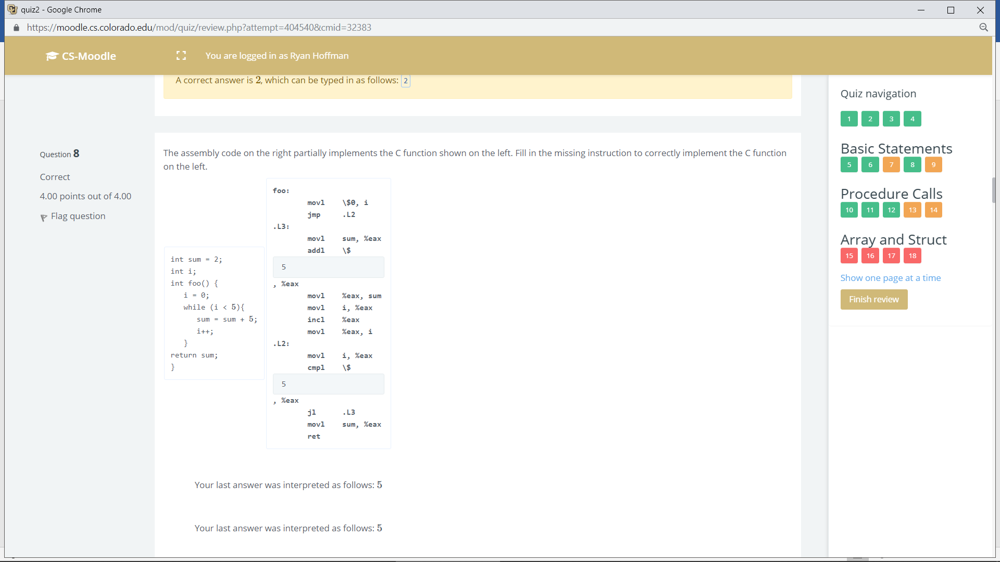 quiz2 - Google Chrome
https://moodle.cs.colorado.edu/mod/quiz/review.php?attempt=404540&cmid=32383
CS-Moodle
You are logged in as Ryan Hoffman
A correct answer is 2, which can be typed in as follows: 2
Question 8
Correct
4.00 points out of 4.00
Flag question
The assembly code on the right partially implements the C function shown on the left. Fill in the missing instruction to correctly implement the C function
on the left.
int sum = 2;
int i;
int foo() {
i = 0;
while (i < 5){
sum = sum + 5;
i++;
}
return sum;
}
foo:
movl \$0, i
jmp .L2
.L3:
movl sum, %eax
addl \$
5
, %eax
movl %eax, sum
movl i, %eax
incl %eax
movl %eax, i
.L2:
movl i, %eax
cmpl \$
5
, %eax
jl .L3
movl sum, %eax
ret
Your last answer was interpreted as follows: 5
Your last answer was interpreted as follows: 5
Quiz navigation
1 2 3 4
Basic Statements
5 6 7 8 9
Procedure Calls
10 11 12 13 14
Array and Struct
15 16 17 18
Show one page at a time
Finish review